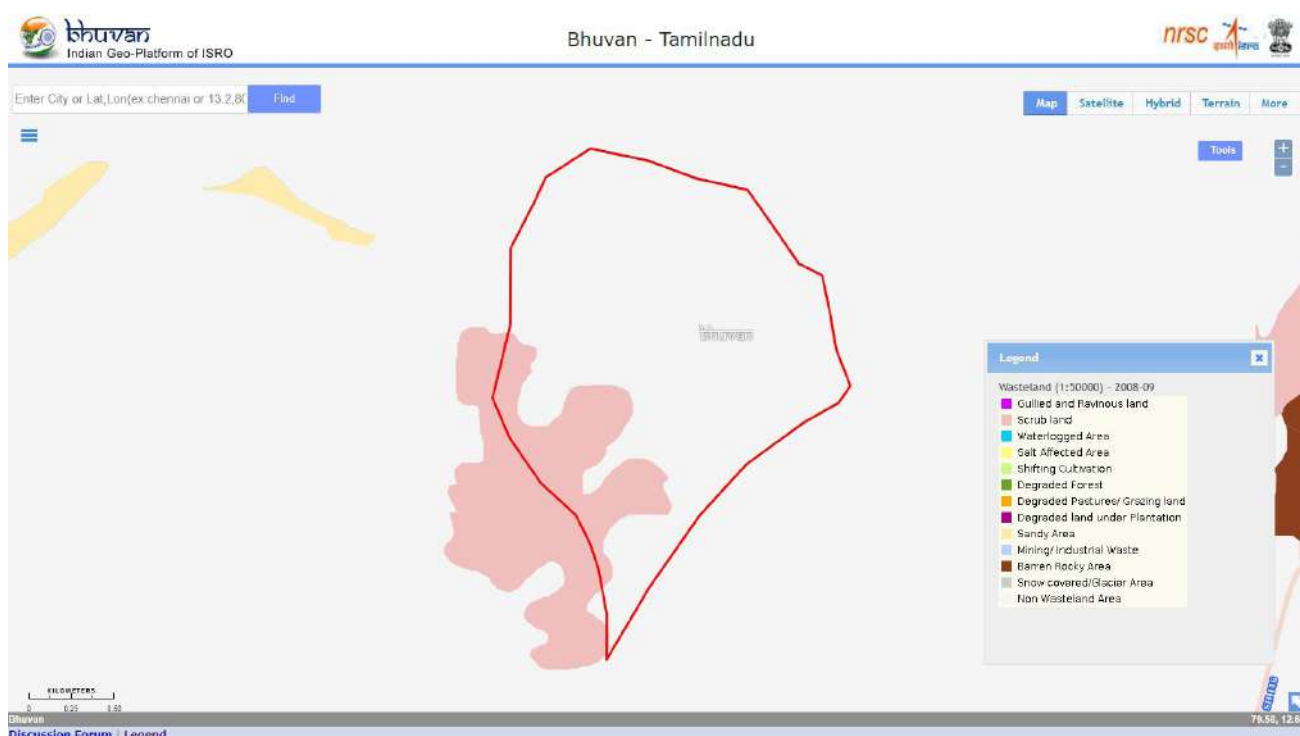 bhuvan
Indian Geo-Platform of ISRO
Bhuvan - Tamilnadu
nrsc
Enter City or Lat,Lon(ex:chennai or 13.2,80
Find
Map Satellite Hybrid Terrain More
Tools
+
-
bhuvan
Legend
x
Wasteland (1:50000) - 2008-09
Gullied and Ravinous land
Scrub land
Waterlogged Area
Salt Affected Area
Shifting Cultivation
Degraded Forest
Degraded Pastures/ Grazing land
Degraded land under Plantation
Sandy Area
Mining/ Industrial Waste
Barren Rocky Area
Snow covered/Glacier Area
Non Wasteland Area
KILOMETERS
0 0.25
Bhuvan
79.58, 12.6
Discussion Forum | Legend